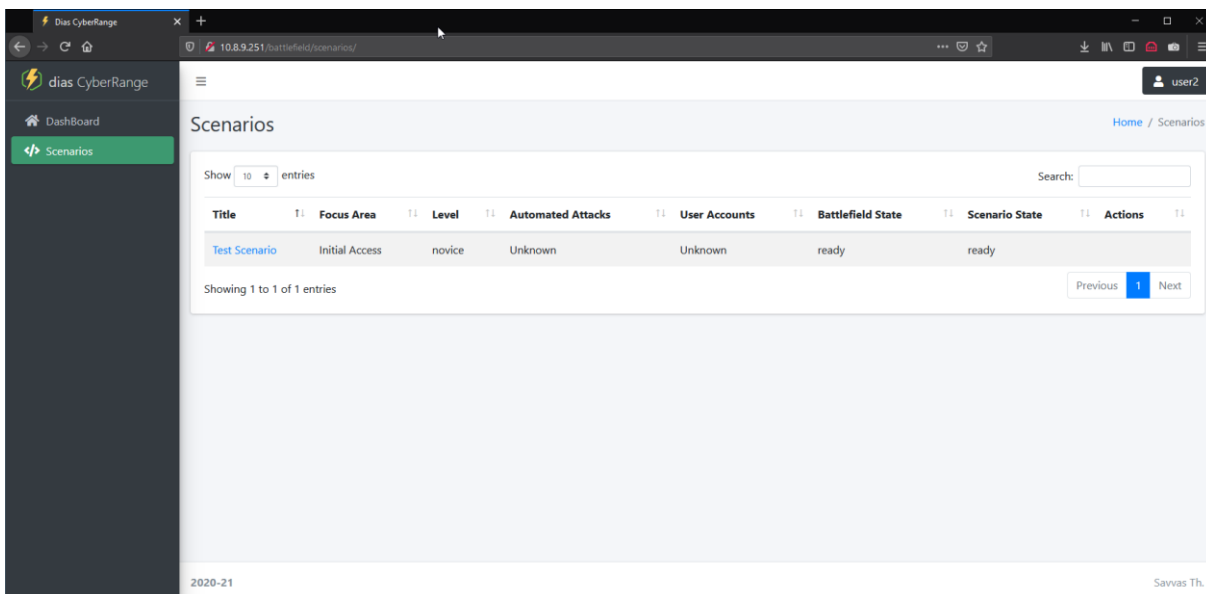 Dias CyberRange
10.8.9.251/battlefield/scenarios/
dias CyberRange
user2
DashBoard
Scenarios
Scenarios
Home / Scenarios
Show 10 entries
Search:
Title Focus Area Level Automated Attacks User Accounts Battlefield State Scenario State Actions
Test Scenario Initial Access novice Unknown Unknown ready ready
Showing 1 to 1 of 1 entries
Previous 1 Next
2020-21
Savvas Th.